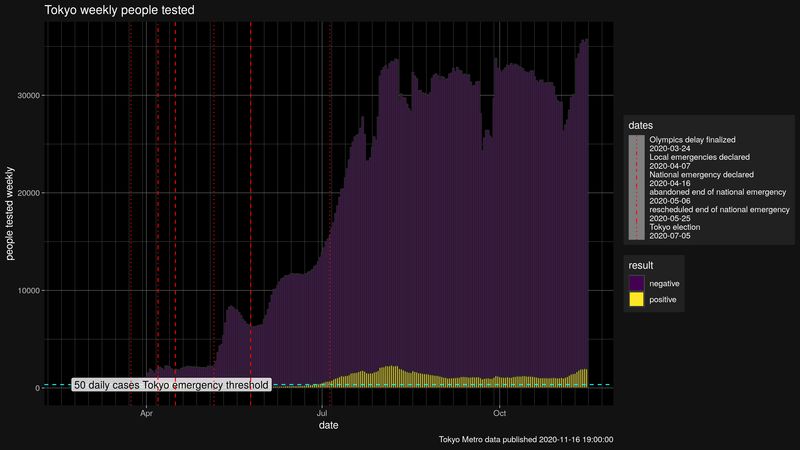 Tokyo weekly people tested
people tested weekly
30000
20000
10000
0
50 daily cases Tokyo emergency threshold
Apr
Jul
Oct
date
Tokyo Metro data published 2020-11-16 19:00:00
dates
Olympics delay finalized
2020-03-24
Local emergencies declared
2020-04-07
National emergency declared
2020-04-16
abandoned end of national emergency
2020-05-06
rescheduled end of national emergency
2020-05-25
Tokyo election
2020-07-05
result
negative
positive